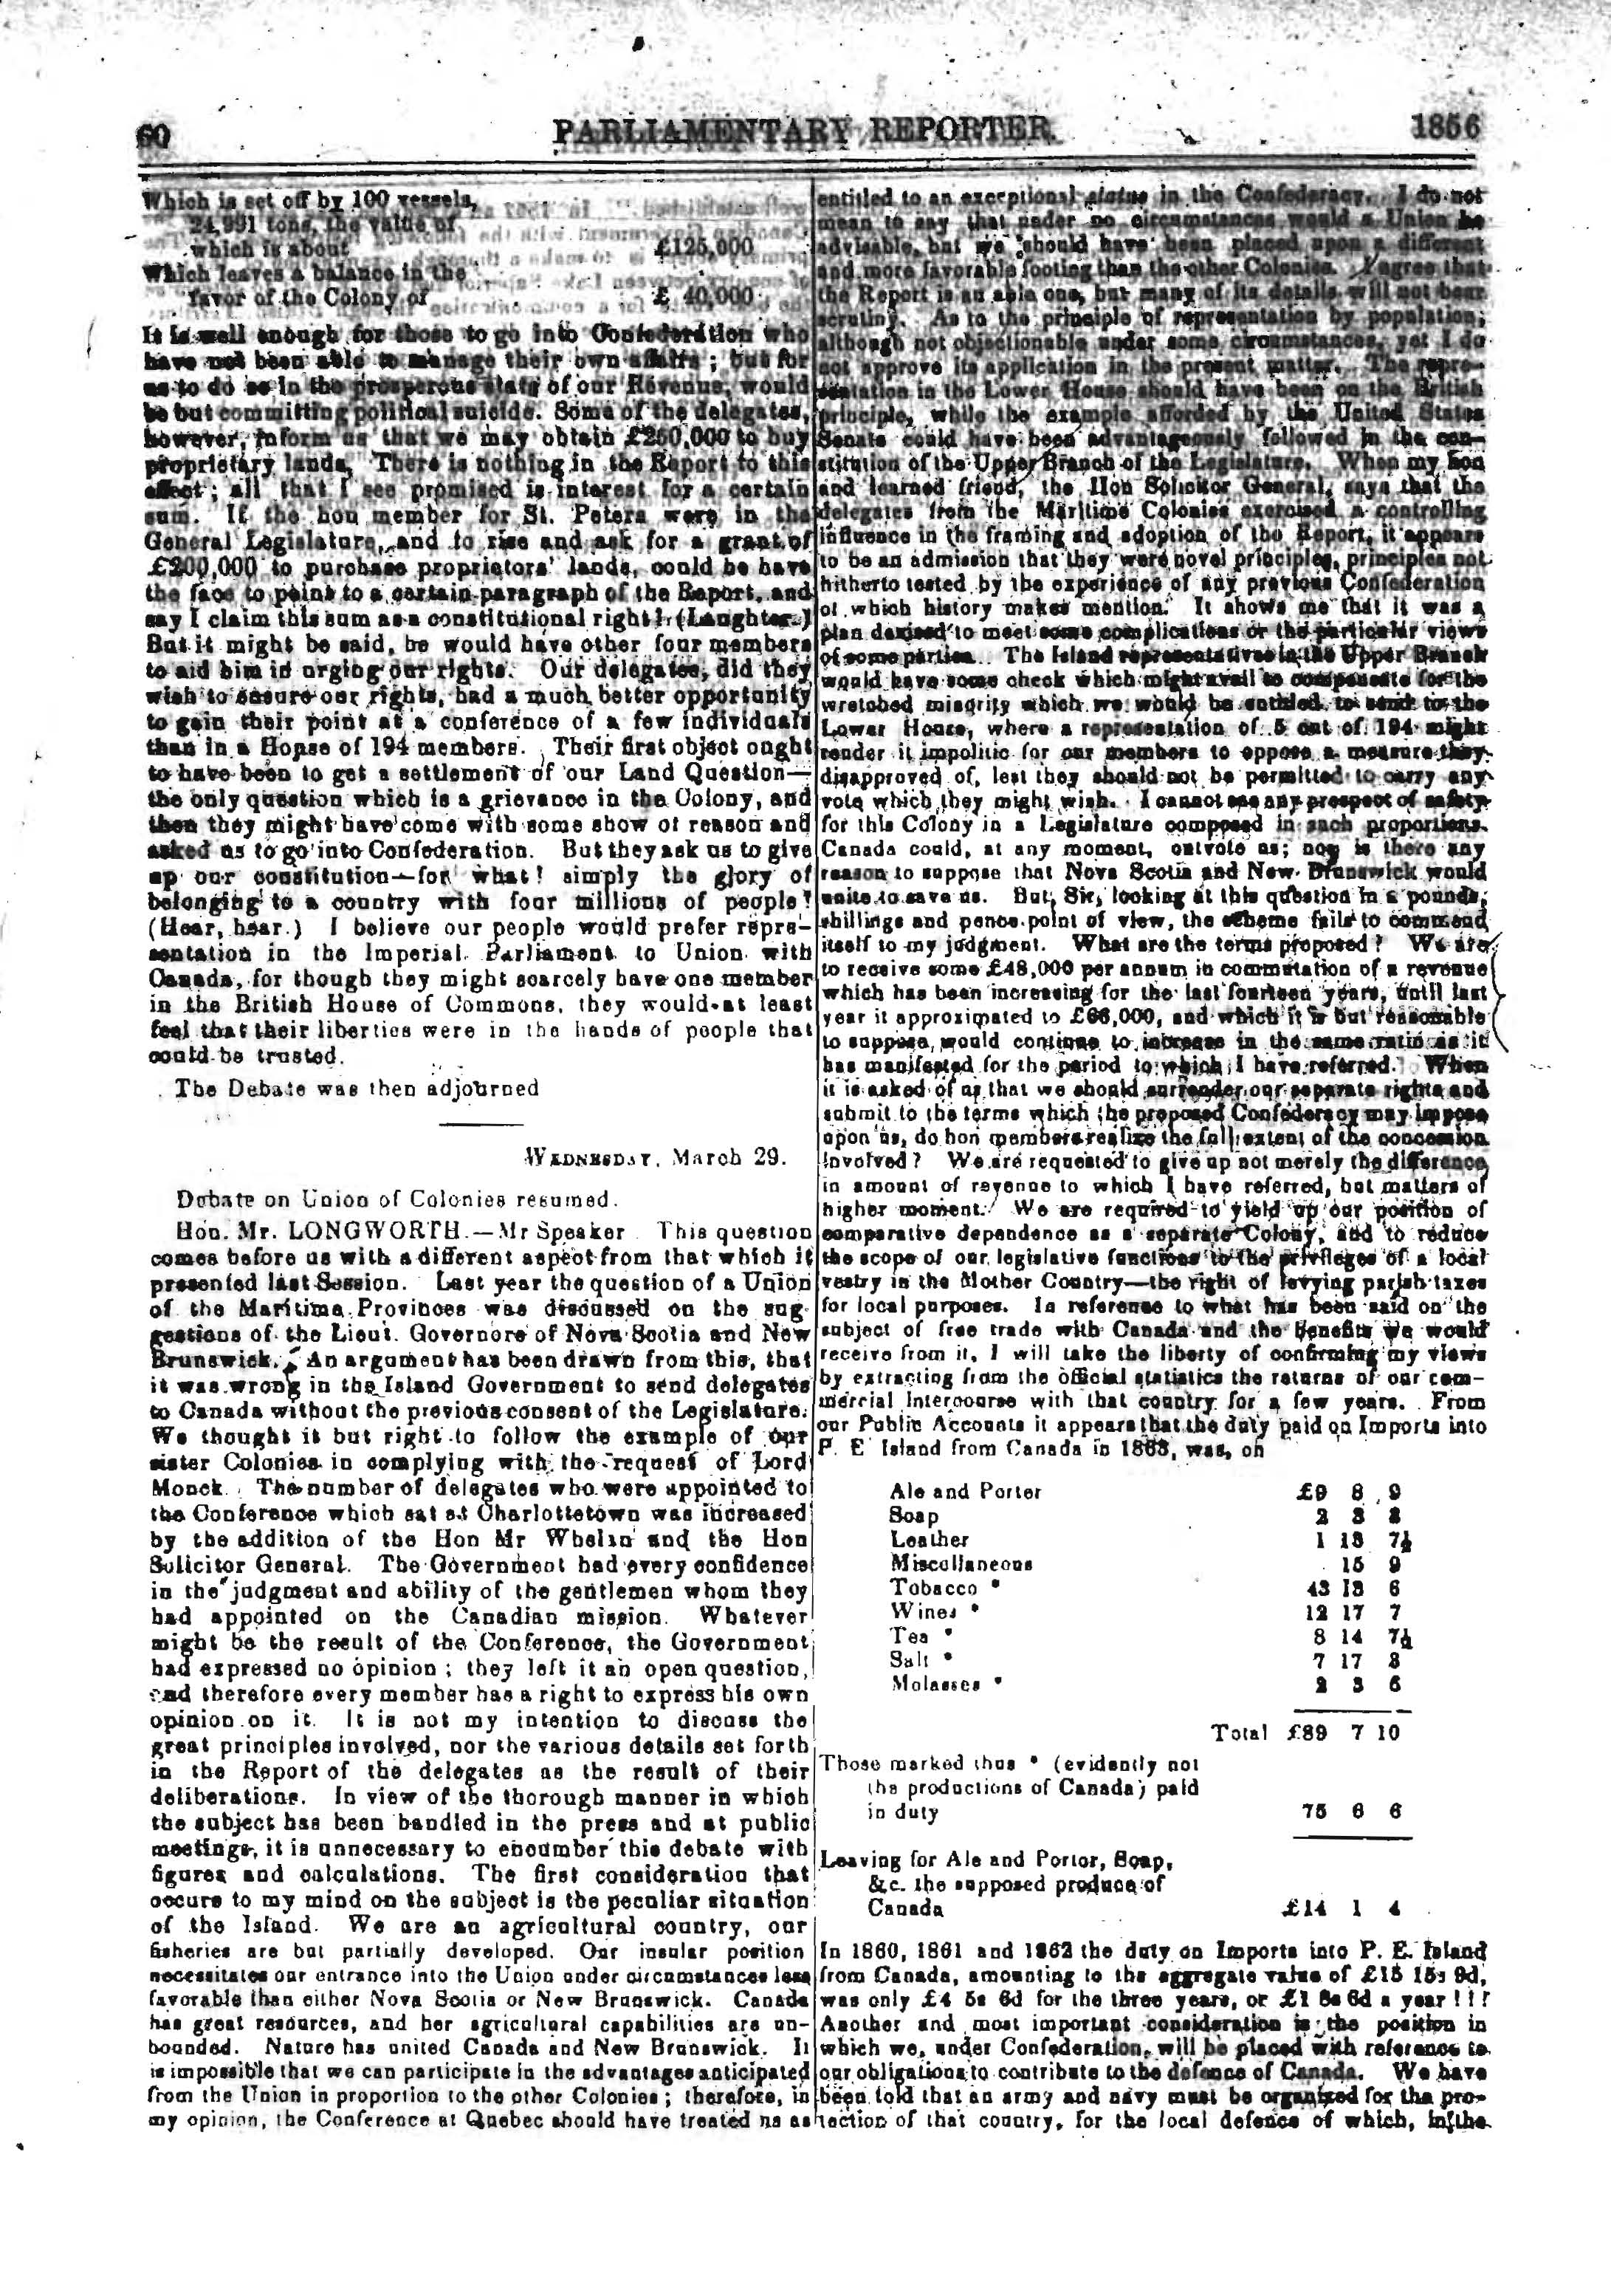 60 PARLIAMENTARY REPORTER. 1856
Which is set off by 100 vessels,
24,991 tons, the value of
which is about £125,000
Which leaves a balance in the
favor of the Colony of £ 40,000
It is well enough for those to go into Confederation who
have not been able to manage their own affairs; but for
us to do so in the prosperous state of our Revenue, would
be but committing political suicide. Some of the delegates,
however, inform us that we may obtain £250,000 to buy
proprietary lands. There is nothing in the Report to this
effect; all that I see promised is interest for a certain
sum. If the hon member for St. Peters were in the
General Legislature, and to rise and ask for a grant of
£200,000 to purchase proprietors' lands, could he have
the face to point to a certain paragraph of the Report, and
say I claim this sum as a constitutional right? (Laughter.)
But it might be said, he would have other four members
to aid him in urging our rights. Our delegates, did they
wish to ensure our rights, had a much better opportunity
to gain their point at a conference of a few individuals
than in a House of 194 members. Their first object ought
to have been to get a settlement of our Land Question—
the only question which is a grievance in the Colony, and
then they might have come with some show of reason and
asked us to go into Confederation. But they ask us to give
up our constitution—for what! simply the glory of
belonging to a country with four millions of people!
(Hear, hear.) I believe our people would prefer repre-
sentation in the Imperial Parliament to Union with
Canada, for though they might scarcely have one member
in the British House of Commons, they would at least
feel that their liberties were in the hands of people that
could be trusted.
The Debate was then adjourned
WEDNESDAY, March 29.
Debate on Union of Colonies resumed.
Hon. Mr. LONGWORTH.—Mr Speaker This question
comes before us with a different aspect from that which it
presented last Session. Last year the question of a Union
of the Maritime Provinces was discussed on the sug
gestions of the Lieut. Governors of Nova Scotia and New
Brunswick. An argument has been drawn from this, that
it was wrong in the Island Government to send delegates
to Canada without the previous consent of the Legislature.
We thought it but right to follow the example of our
sister Colonies in complying with the request of Lord
Monck. The number of delegates who were appointed to
the Conference which sat at Charlottetown was increased
by the addition of the Hon Mr Whelan and the Hon
Solicitor General. The Government had every confidence
in the judgment and ability of the gentlemen whom they
had appointed on the Canadian mission. Whatever
might be the result of the Conference, the Government
had expressed no opinion; they left it an open question,
and therefore every member has a right to express his own
opinion on it. It is not my intention to discuss the
great principles involved, nor the various details set forth
in the Report of the delegates as the result of their
deliberations. In view of the thorough manner in which
the subject has been handled in the press and at public
meetings, it is unnecessary to encumber this debate with
figures and calculations. The first consideration that
occurs to my mind on the subject is the peculiar situation
of the Island. We are an agricultural country, our
fisheries are but partially developed. Our insular position
necessitates our entrance into the Union under circumstances less
favorable than either Nova Scotia or New Brunswick. Canada
has great resources, and her agricultural capabilities are un-
bounded. Nature has united Canada and New Brunswick. It
is impossible that we can participate in the advantages anticipated
from the Union in proportion to the other Colonies; therefore, in
my opinion, the Conference at Quebec should have treated us as
entitled to an exceptional status in the Confederacy. I do not
mean to say that under no circumstances would a Union be
advisable, but we should have been placed upon a different
and more favorable footing than the other Colonies. I agree that
the Report is an able one, but many of its details will not bear
scrutiny. As to the principle of representation by population,
although not objectionable under some circumstances, yet I do
not approve its application in the present matter. The repre-
sentation in the Lower House should have been on the British
principle, while the example afforded by the United States
Senate could have been advantageously followed in the con-
stitution of the Upper Branch of the Legislature. When my hon
and learned friend, the Hon Solicitor General, says that the
delegates from the Maritime Colonies exercised a controlling
influence in the framing and adoption of the Report, it appears
to be an admission that they were novel principles, principles not
hitherto tested by the experience of any previous Confederation
of which history makes mention. It shows me that it was a
plan devised to meet some complications or the particular views
of some parties. The Island representatives in the Upper Branch
would have some check which might avail to compensate for the
wretched minority which we would be entitled to send to the
Lower House, where a representation of 5 out of 194 might
render it impolitic for our members to oppose a measure they
disapproved of, lest they should not be permitted to carry any
vote which they might wish. I cannot see any prospect of safety
for this Colony in a Legislature composed in such proportions.
Canada could, at any moment, outvote us; nor is there any
reason to suppose that Nova Scotia and New Brunswick would
unite to save us. But, Sir, looking at this question in a pounds,
shillings and pence point of view, the scheme fails to commend
itself to my judgment. What are the terms proposed? We are
to receive some £48,000 per annum in commutation of a revenue
which has been increasing for the last fourteen years, until last
year it approximated to £66,000, and which it is but reasonable
to suppose, would continue to increase in the same ratio as it
has manifested for the period to which I have referred. When
it is asked of us that we should surrender our separate rights and
submit to the terms which the proposed Confederacy may impose
upon us, do hon members realize the full extent of the concession
involved? We are requested to give up not merely the difference
in amount of revenue to which I have referred, but matters of
higher moment. We are required to yield up our position of
comparative dependence as a separate Colony, and to reduce
the scope of our legislative functions to the privileges of a local
vestry in the Mother Country—the right of levying parish taxes
for local purposes. In reference to what has been said on the
subject of free trade with Canada and the benefits we would
receive from it, I will take the liberty of confirming my views
by extracting from the official statistics the returns of our com-
mercial Intercourse with that country for a few years. From
our Public Accounts it appears that the duty paid on Imports into
P. E Island from Canada in 1863, was, on
Ale and Porter £9 8 9
Soap 2 3 2
Leather 1 13 7½
Miscellaneous 15 9
Tobacco * 43 13 6
Wines * 12 17 7
Tea * 8 14 7½
Salt * 7 17 3
Molasses * 2 3 6
Total £89 7 10
Those marked thus * (evidently not
the productions of Canada) paid
in duty 75 6 6
Leaving for Ale and Porter, Soap,
&c. the supposed produce of
Canada £14 1 4
In 1860, 1861 and 1862 the duty on Imports into P. E. Island
from Canada, amounting to the aggregate value of £15 15s 9d,
was only £4 5s 6d for the three years, or £1 8s 6d a year!!!
Another and most important consideration is the position in
which we, under Confederation, will be placed with reference to
our obligations to contribute to the defence of Canada. We have
been told that an army and navy must be organized for the pro-
tection of that country, for the local defence of which, in the